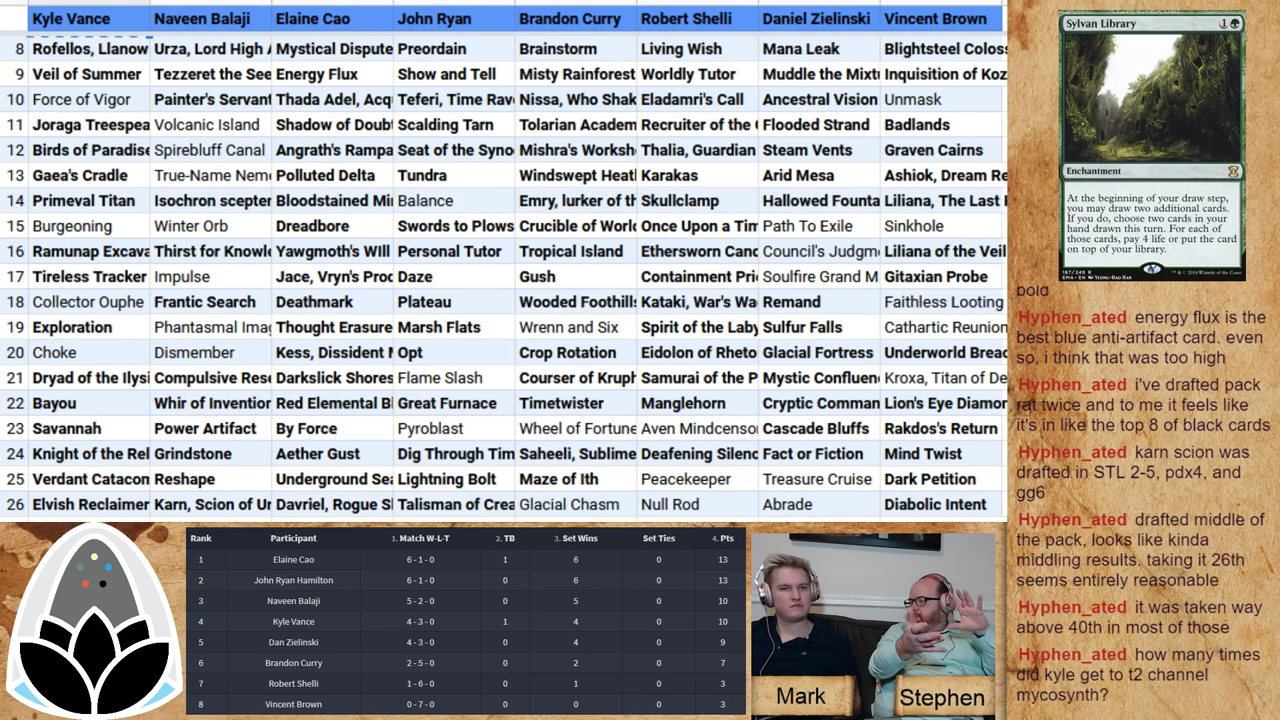 Kyle Vance Naveen Balaji Elaine Cao John Ryan Brandon Curry Robert Shelli Daniel Zielinski Vincent Brown
8 Rofellos, Llanow Urza, Lord High A Mystical Dispute Preordain Brainstorm Living Wish Mana Leak Blightsteel Colos
9 Veil of Summer Tezzeret the See Energy Flux Show and Tell Misty Rainforest Worldly Tutor Muddle the Mixtu Inquisition of Koz
10 Force of Vigor Painter's Servant Thada Adel, Acq Teferi, Time Rav Nissa, Who Shak Eladamri's Call Ancestral Vision Unmask
11 Joraga Treespea Volcanic Island Shadow of Doubt Scalding Tarn Tolarian Academ Recruiter of the Flooded Strand Badlands
12 Birds of Paradise Spirebluff Canal Angrath's Rampa Seat of the Syno Mishra's Worksh Thalia, Guardian Steam Vents Graven Cairns
13 Gaea's Cradle True-Name Neme Polluted Delta Tundra Windswept Heath Karakas Arid Mesa Ashiok, Dream Re
14 Primeval Titan Isochron scepter Bloodstained Mi Balance Emry, lurker of th Skullclamp Hallowed Founta Liliana, The Last
15 Burgeoning Winter Orb Dreadbore Swords to Plows Crucible of World Once Upon a Tim Path To Exile Sinkhole
16 Ramunap Excava Thirst for Knowle Yawgmoth's WIll Personal Tutor Tropical Island Ethersworn Cano Council's Judgm Liliana of the Veil
17 Tireless Tracker Impulse Jace, Vryn's Proc Daze Gush Containment Prie Soulfire Grand M Gitaxian Probe
18 Collector Ouphe Frantic Search Deathmark Plateau Wooded Foothills Kataki, War's Wa Remand Faithless Looting
19 Exploration Phantasmal Imag Thought Erasure Marsh Flats Wrenn and Six Spirit of the Laby Sulfur Falls Cathartic Reunion
20 Choke Dismember Kess, Dissident Opt Crop Rotation Eidolon of Rheto Glacial Fortress Underworld Breac
21 Dryad of the Ilysi Compulsive Rese Darkslick Shores Flame Slash Courser of Kruph Samurai of the P Mystic Confluen Kroxa, Titan of De
22 Bayou Whir of Invention Red Elemental Bl Great Furnace Timetwister Manglehorn Cryptic Comman Lion's Eye Diamon
23 Savannah Power Artifact By Force Pyroblast Wheel of Fortune Aven Mindcenso Cascade Bluffs Rakdos's Return
24 Knight of the Rel Grindstone Aether Gust Dig Through Tim Saheeli, Sublime Deafening Silenc Fact or Fiction Mind Twist
25 Verdant Catacom Reshape Underground Sea Lightning Bolt Maze of Ith Peacekeeper Treasure Cruise Dark Petition
26 Elvish Reclaimer Karn, Scion of Ur Davriel, Rogue S Talisman of Crea Glacial Chasm Null Rod Abrade Diabolic Intent
Sylvan Library 1
Enchantment
At the beginning of your draw step,
you may draw two additional cards.
If you do, choose two cards in your
hand drawn this turn. For each of
those cards, pay 4 life or put the card
on top of your library.
bold
Hyphen_ated energy flux is the
best blue anti-artifact card. even
so, i think that was too high
Hyphen_ated i've drafted pack
rat twice and to me it feels like
it's in like the top 8 of black cards
Hyphen_ated karn scion was
drafted in STL 2-5, pdx4, and
gg6
Hyphen_ated drafted middle of
the pack, looks like kinda
middling results. taking it 26th
seems entirely reasonable
Hyphen_ated it was taken way
above 40th in most of those
Hyphen_ated how many times
did kyle get to t2 channel
mycosynth?
Rank Participant 1. Match W-L-T 2. TB 3. Set Wins Set Ties 4. Pts
1 Elaine Cao 6 - 1 - 0 1 6 0 13
2 John Ryan Hamilton 6 - 1 - 0 0 6 0 13
3 Naveen Balaji 5 - 2 - 0 0 5 0 10
4 Kyle Vance 4 - 3 - 0 1 4 0 10
5 Dan Zielinski 4 - 3 - 0 0 4 0 9
6 Brandon Curry 2 - 5 - 0 0 2 0 7
7 Robert Shelli 1 - 6 - 0 0 1 0 3
8 Vincent Brown 0 - 7 - 0 0 0 0 3
Mark
Stephen